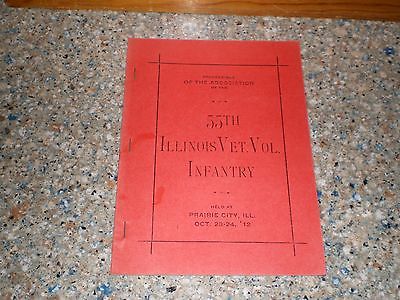 PROCEEDINGS
OF THE ASSOCIATION
OF THE
55TH
ILLINOIS VET. VOL.
INFANTRY
HELD AT
PRAIRIE CITY, ILL.
OCT. 23-24, '12